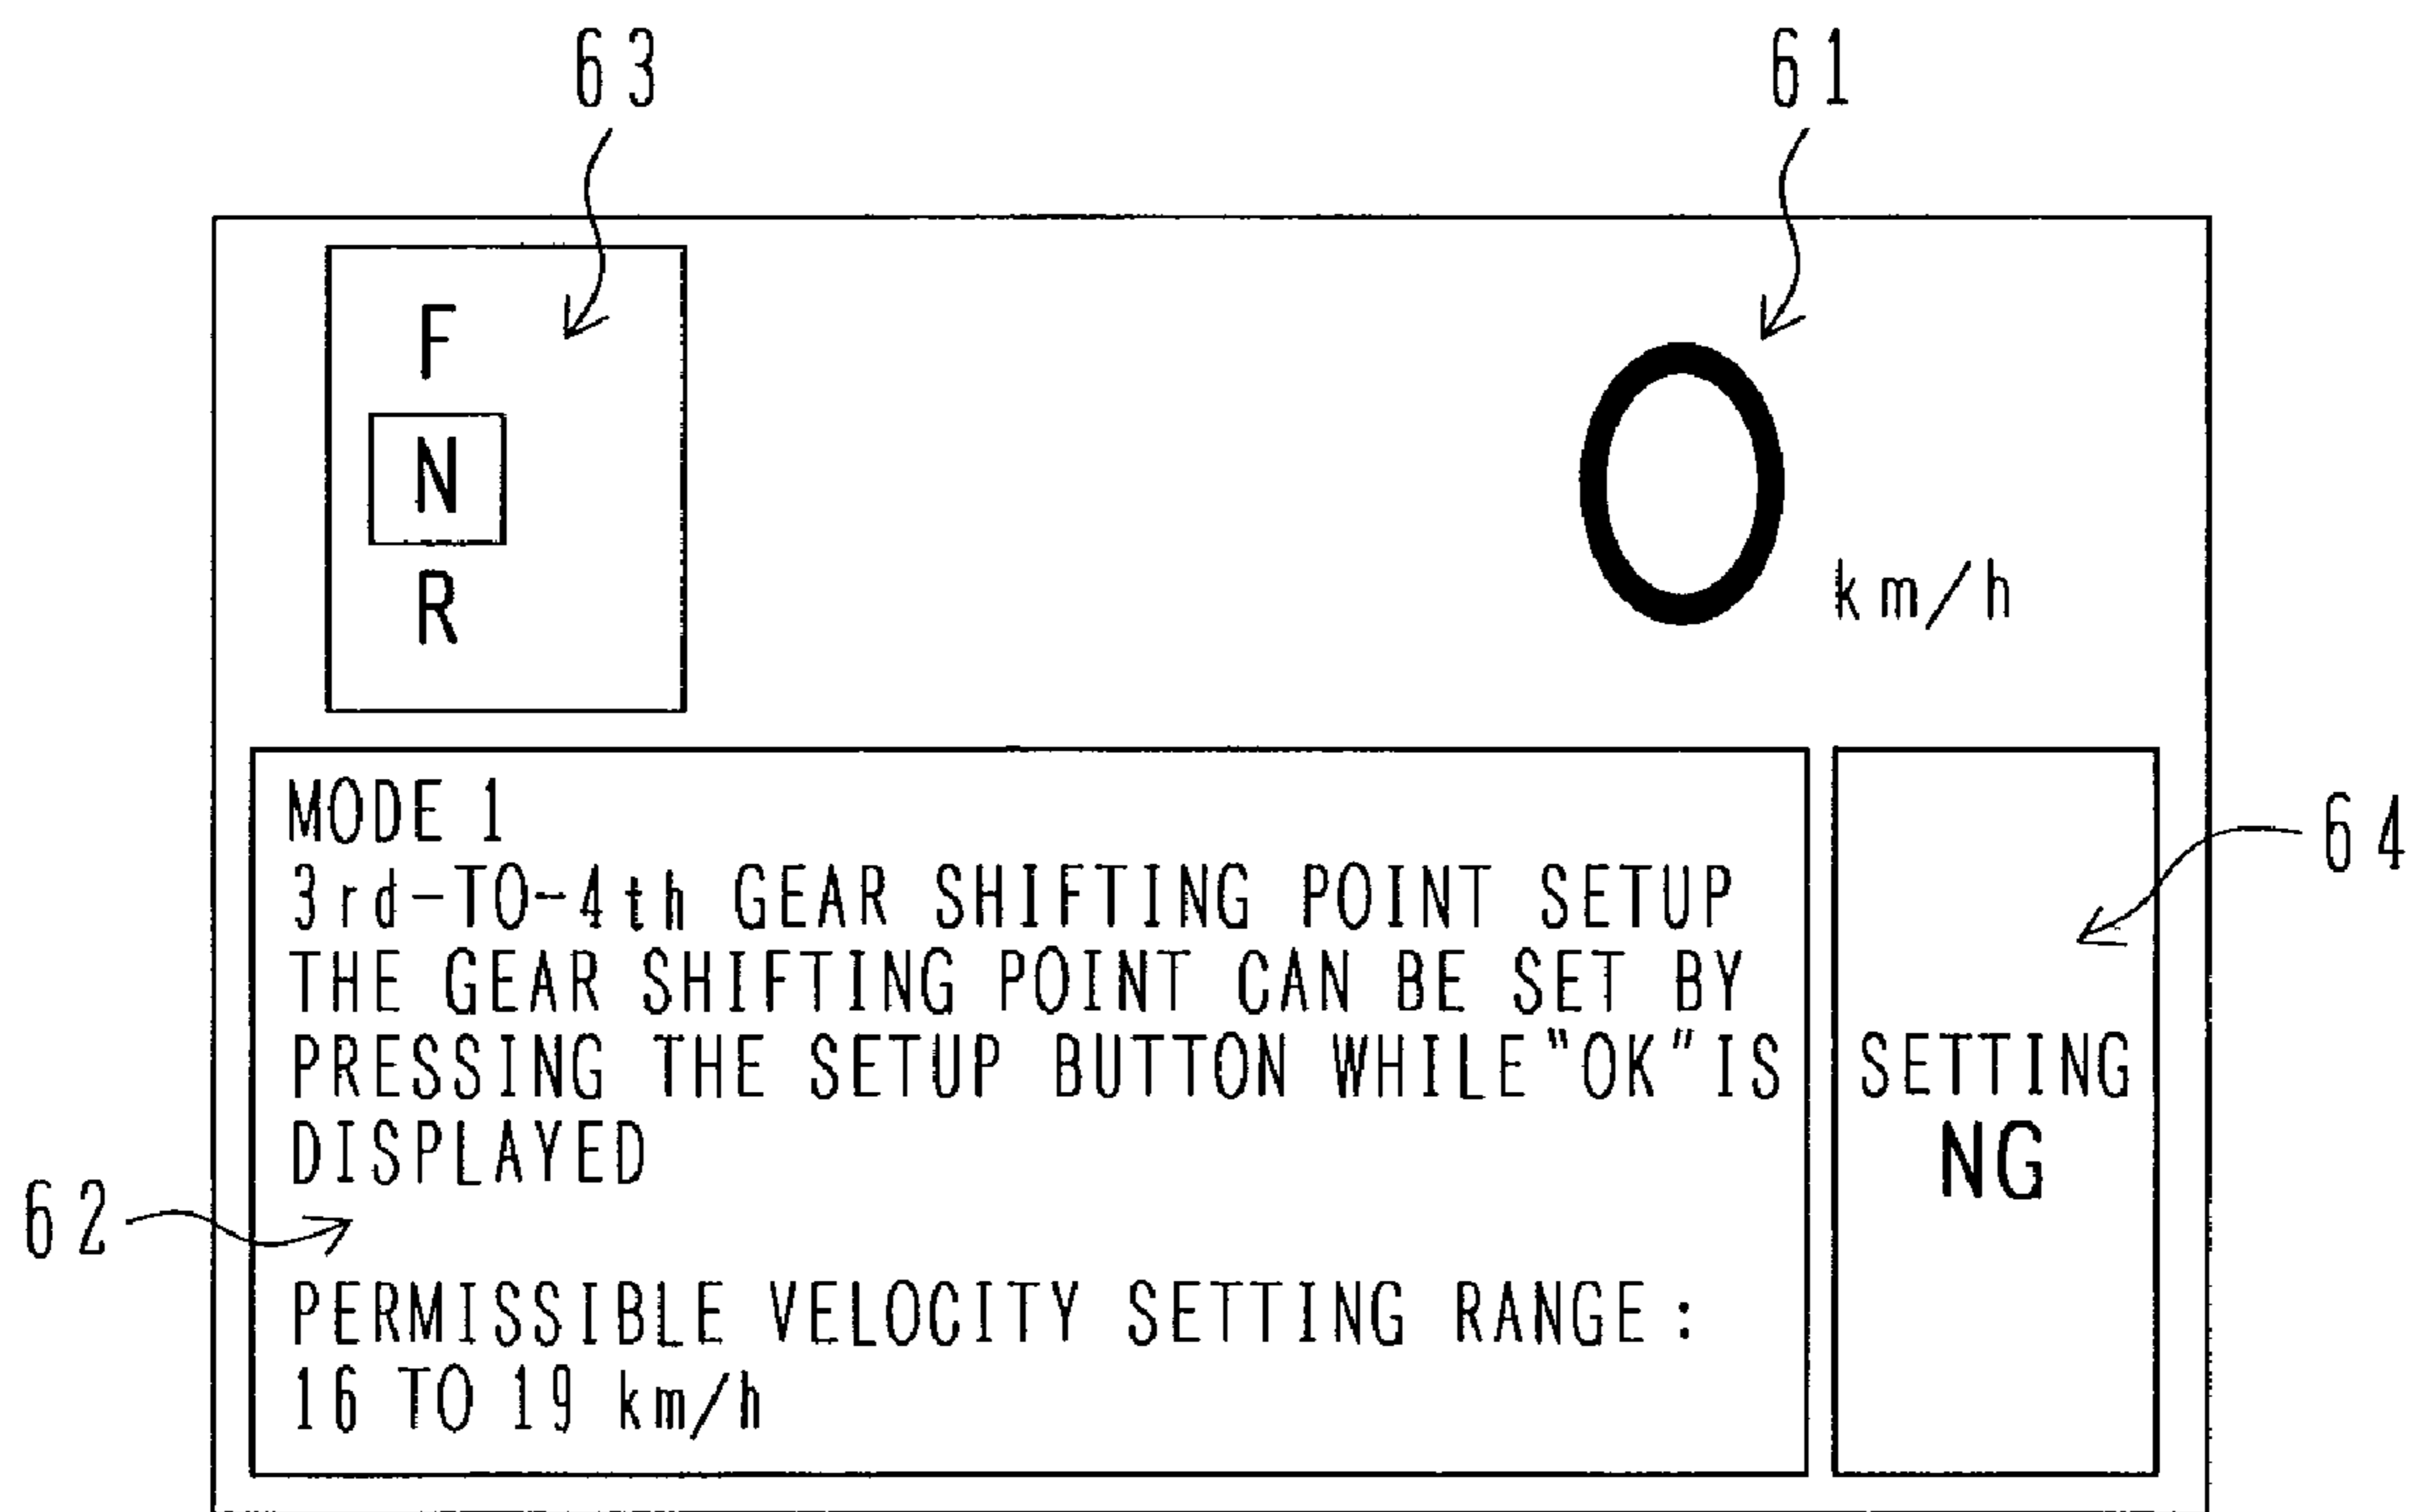 63
61
F
N
R
0 km/h
MODE 1
3rd-TO-4th GEAR SHIFTING POINT SETUP
THE GEAR SHIFTING POINT CAN BE SET BY
PRESSING THE SETUP BUTTON WHILE "OK" IS
DISPLAYED
PERMISSIBLE VELOCITY SETTING RANGE:
16 TO 19 km/h
SETTING
NG
64
62